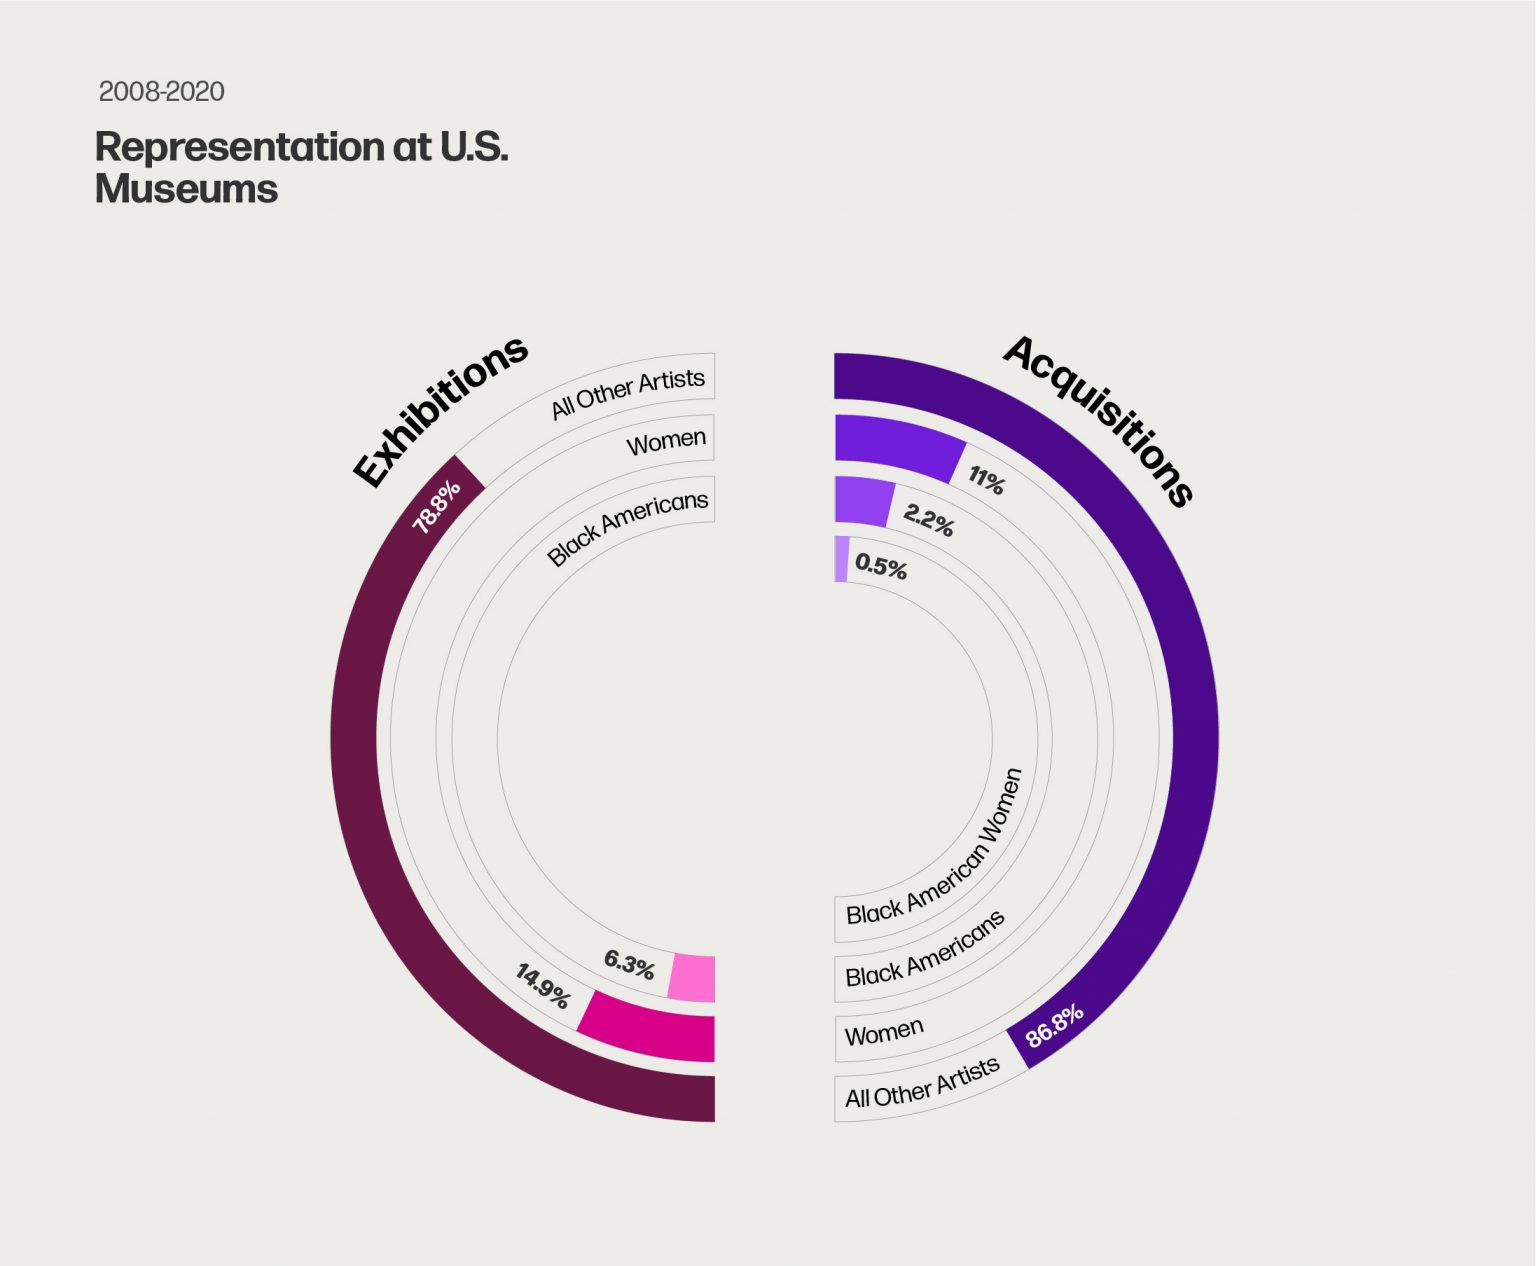 2008-2020
Representation at U.S.
Museums
Exhibitions
All Other Artists
78.8%
Women
14.9%
Black Americans
6.3%
Acquisitions
11%
2.2%
0.5%
Black American Women
Black Americans
Women
All Other Artists
86.8%